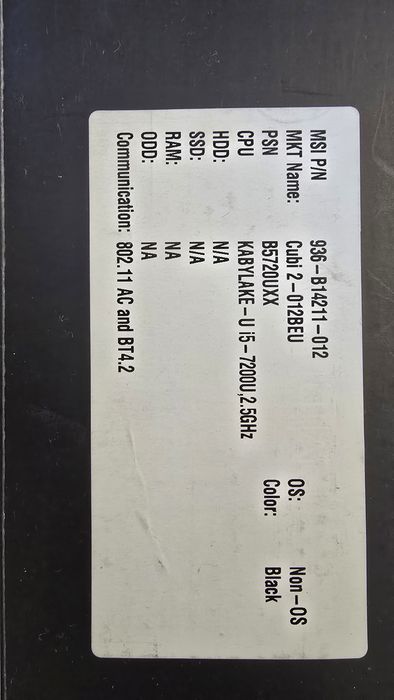 MSI P/N 936-B14211-012
MKT Name: Cubi 2-012BEU OS: Non-OS
PSN B5720UXX Color: Black
CPU KABYLAKE-U i5-7200U,2.5GHz
HDD: N/A
SSD: N/A
RAM: NA
ODD: NA
Communication: 802.11 AC and BT4.2